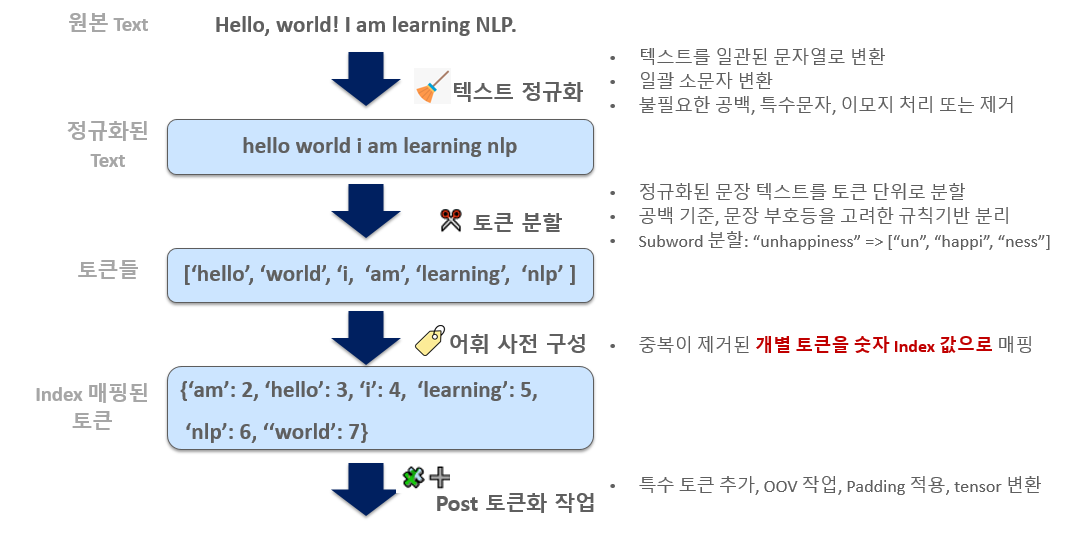 원본 Text
Hello, world! I am learning NLP.
텍스트 정규화
• 텍스트를 일관된 문자열로 변환
• 일괄 소문자 변환
• 불필요한 공백, 특수문자, 이모지 처리 또는 제거
정규화된
Text
hello world i am learning nlp
토큰 분할
• 정규화된 문장 텍스트를 토큰 단위로 분할
• 공백 기준, 문장 부호등을 고려한 규칙기반 분리
• Subword 분할: “unhappiness” => [“un”, “happi”, “ness”]
토큰들
[‘hello’, ‘world’, ‘i, ‘am’, ‘learning’, ‘nlp’ ]
어휘 사전 구성
• 중복이 제거된 개별 토큰을 숫자 Index 값으로 매핑
Index 매핑된
토큰
{‘am’: 2, ‘hello’: 3, ‘i’: 4, ‘learning’: 5,
‘nlp’: 6, ‘‘world’: 7}
Post 토큰화 작업
• 특수 토큰 추가, OOV 작업, Padding 적용, tensor 변환